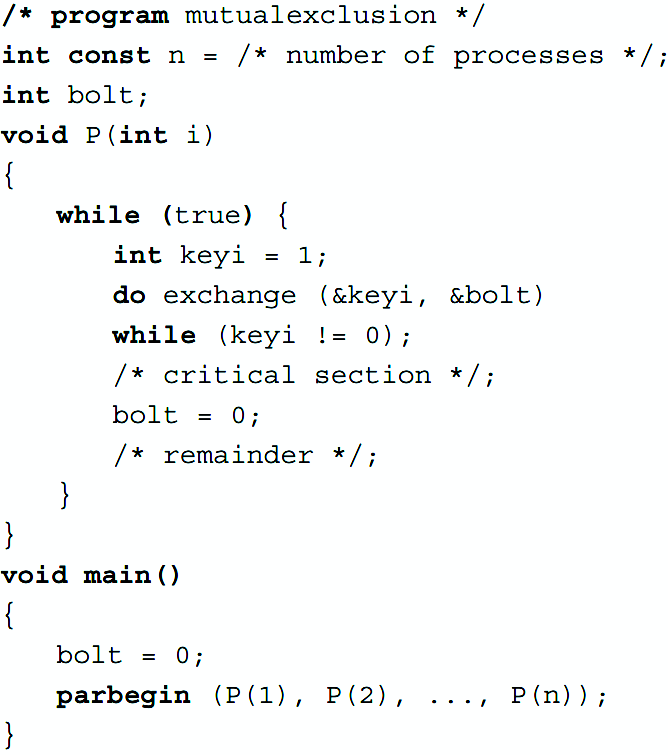 /* program mutualexclusion */
int const n = /* number of processes */;
int bolt;
void P(int i)
{
while (true) {
int keyi = 1;
do exchange (&keyi, &bolt)
while (keyi != 0);
/* critical section */;
bolt = 0;
/* remainder */;
}
}
void main()
{
bolt = 0;
parbegin (P(1), P(2), ..., P(n));
}